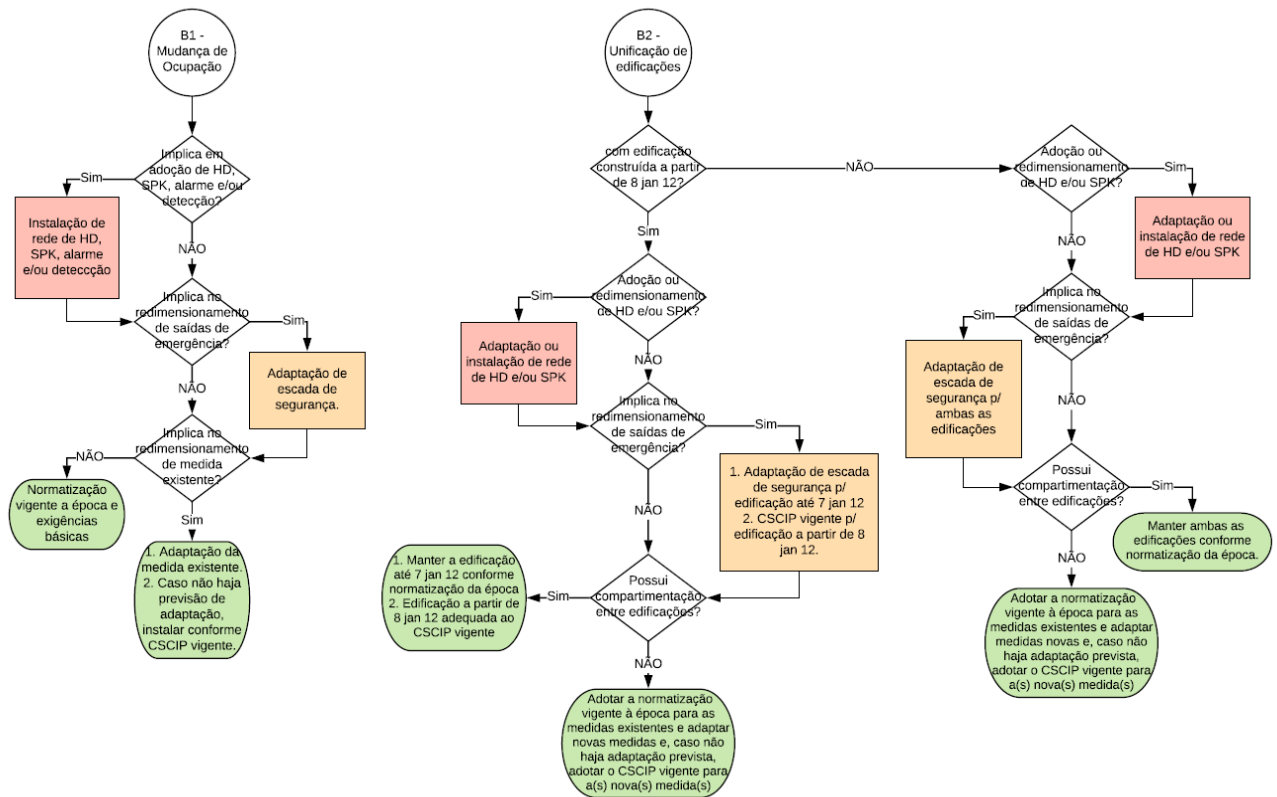 B1 -
Mudança de
Ocupação
Implica em
adoção de HD,
SPK, alarme e/ou
detecção?
Sim
Instalação de
rede de HD,
SPK, alarme
e/ou deteccção
NÃO
Implica no
redimensionamento
de saídas de
emergência?
Sim
Adaptação de
escada de
segurança.
NÃO
Implica no
redimensionamento
de medida
existente?
NÃO
Normatização
vigente a época e
exigências
básicas
Sim
1. Adaptação da
medida existente.
2. Caso não haja
previsão de
adaptação,
instalar conforme
CSCIP vigente.
B2 -
Unificação de
edificações
com edificação
construída a partir
de 8 jan 12?
NÃO
Sim
Adoção ou
redimensionamento
de HD e/ou SPK?
Sim
Adaptação ou
instalação de rede
de HD e/ou SPK
NÃO
Implica no
redimensionamento
de saídas de
emergência?
Sim
1. Adaptação de escada
de segurança p/
edificação até 7 jan 12
2. CSCIP vigente p/
edificação a partir de 8
jan 12.
NÃO
Possui
compartimentação
entre edificações?
Sim
1. Manter a edificação
até 7 jan 12 conforme
normatização da época
2. Edificação a partir de
8 jan 12 adequada ao
CSCIP vigente
NÃO
Adotar a normatização
vigente à época para as
medidas existentes e adaptar
novas medidas e, caso não
haja adaptação prevista,
adotar o CSCIP vigente para
a(s) nova(s) medida(s)
Adoção ou
redimensionamento
de HD e/ou SPK?
Sim
Adaptação ou
instalação de rede
de HD e/ou SPK
NÃO
Implica no
redimensionamento
de saídas de
emergência?
Sim
Adaptação de
escada de
segurança p/
ambas as
edificações
NÃO
Possui
compartimentação
entre edificações?
Sim
Manter ambas as
edificações conforme
normatização da época.
NÃO
Adotar a normatização
vigente à época para as
medidas existentes e adaptar
medidas novas e, caso não
haja adaptação prevista,
adotar o CSCIP vigente para
a(s) nova(s) medida(s)